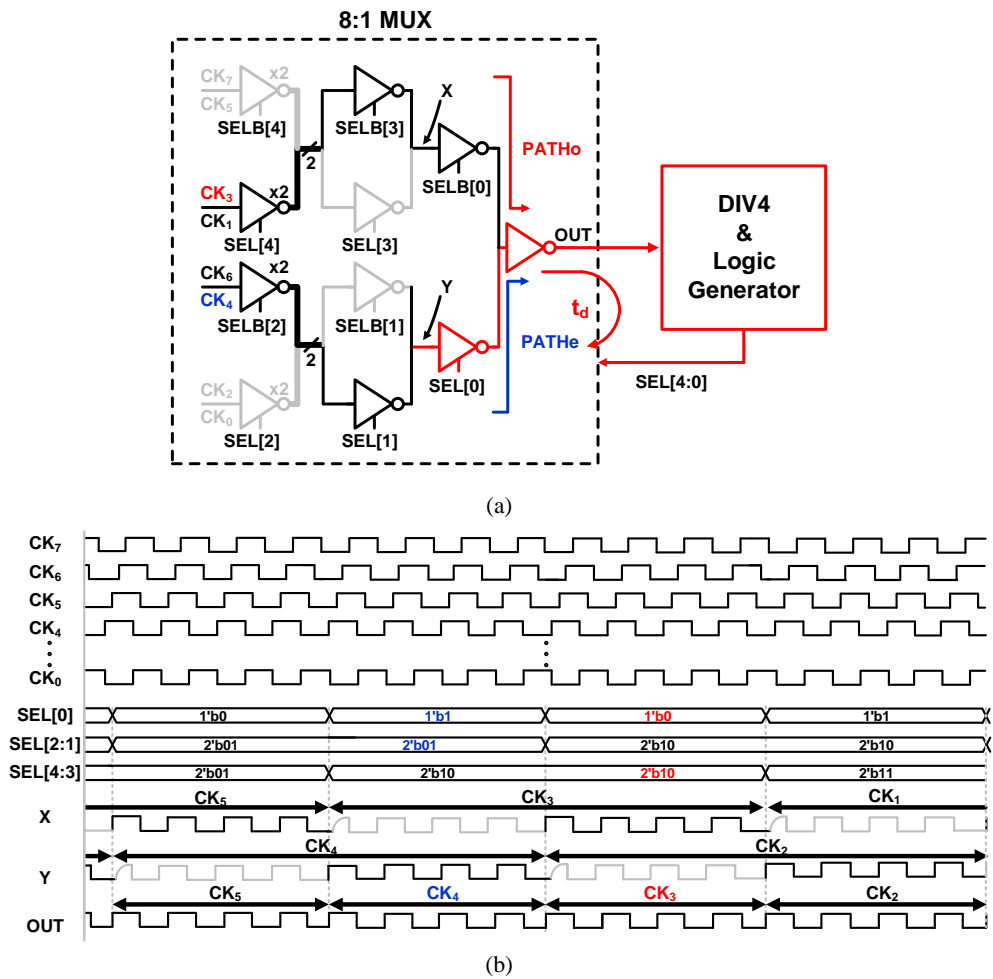 8:1 MUX
CK7
CK5
x2
SELB[4]
SELB[3]
X
SELB[0]
PATHo
2
CK3
CK1
x2
SEL[4]
SEL[3]
OUT
DIV4
&
Logic
Generator
CK6
CK4
x2
SELB[2]
SELB[1]
Y
SEL[0]
PATHe
td
SEL[4:0]
2
CK2
CK0
x2
SEL[2]
SEL[1]
(a)
CK7
CK6
CK5
CK4
CK0
SEL[0] 1'b0 1'b1 1'b0 1'b1
SEL[2:1] 2'b01 2'b01 2'b10 2'b10
SEL[4:3] 2'b01 2'b10 2'b10 2'b11
CK5 CK3 CK1
X
CK4 CK2
Y
CK5 CK4 CK3 CK2
OUT
(b)